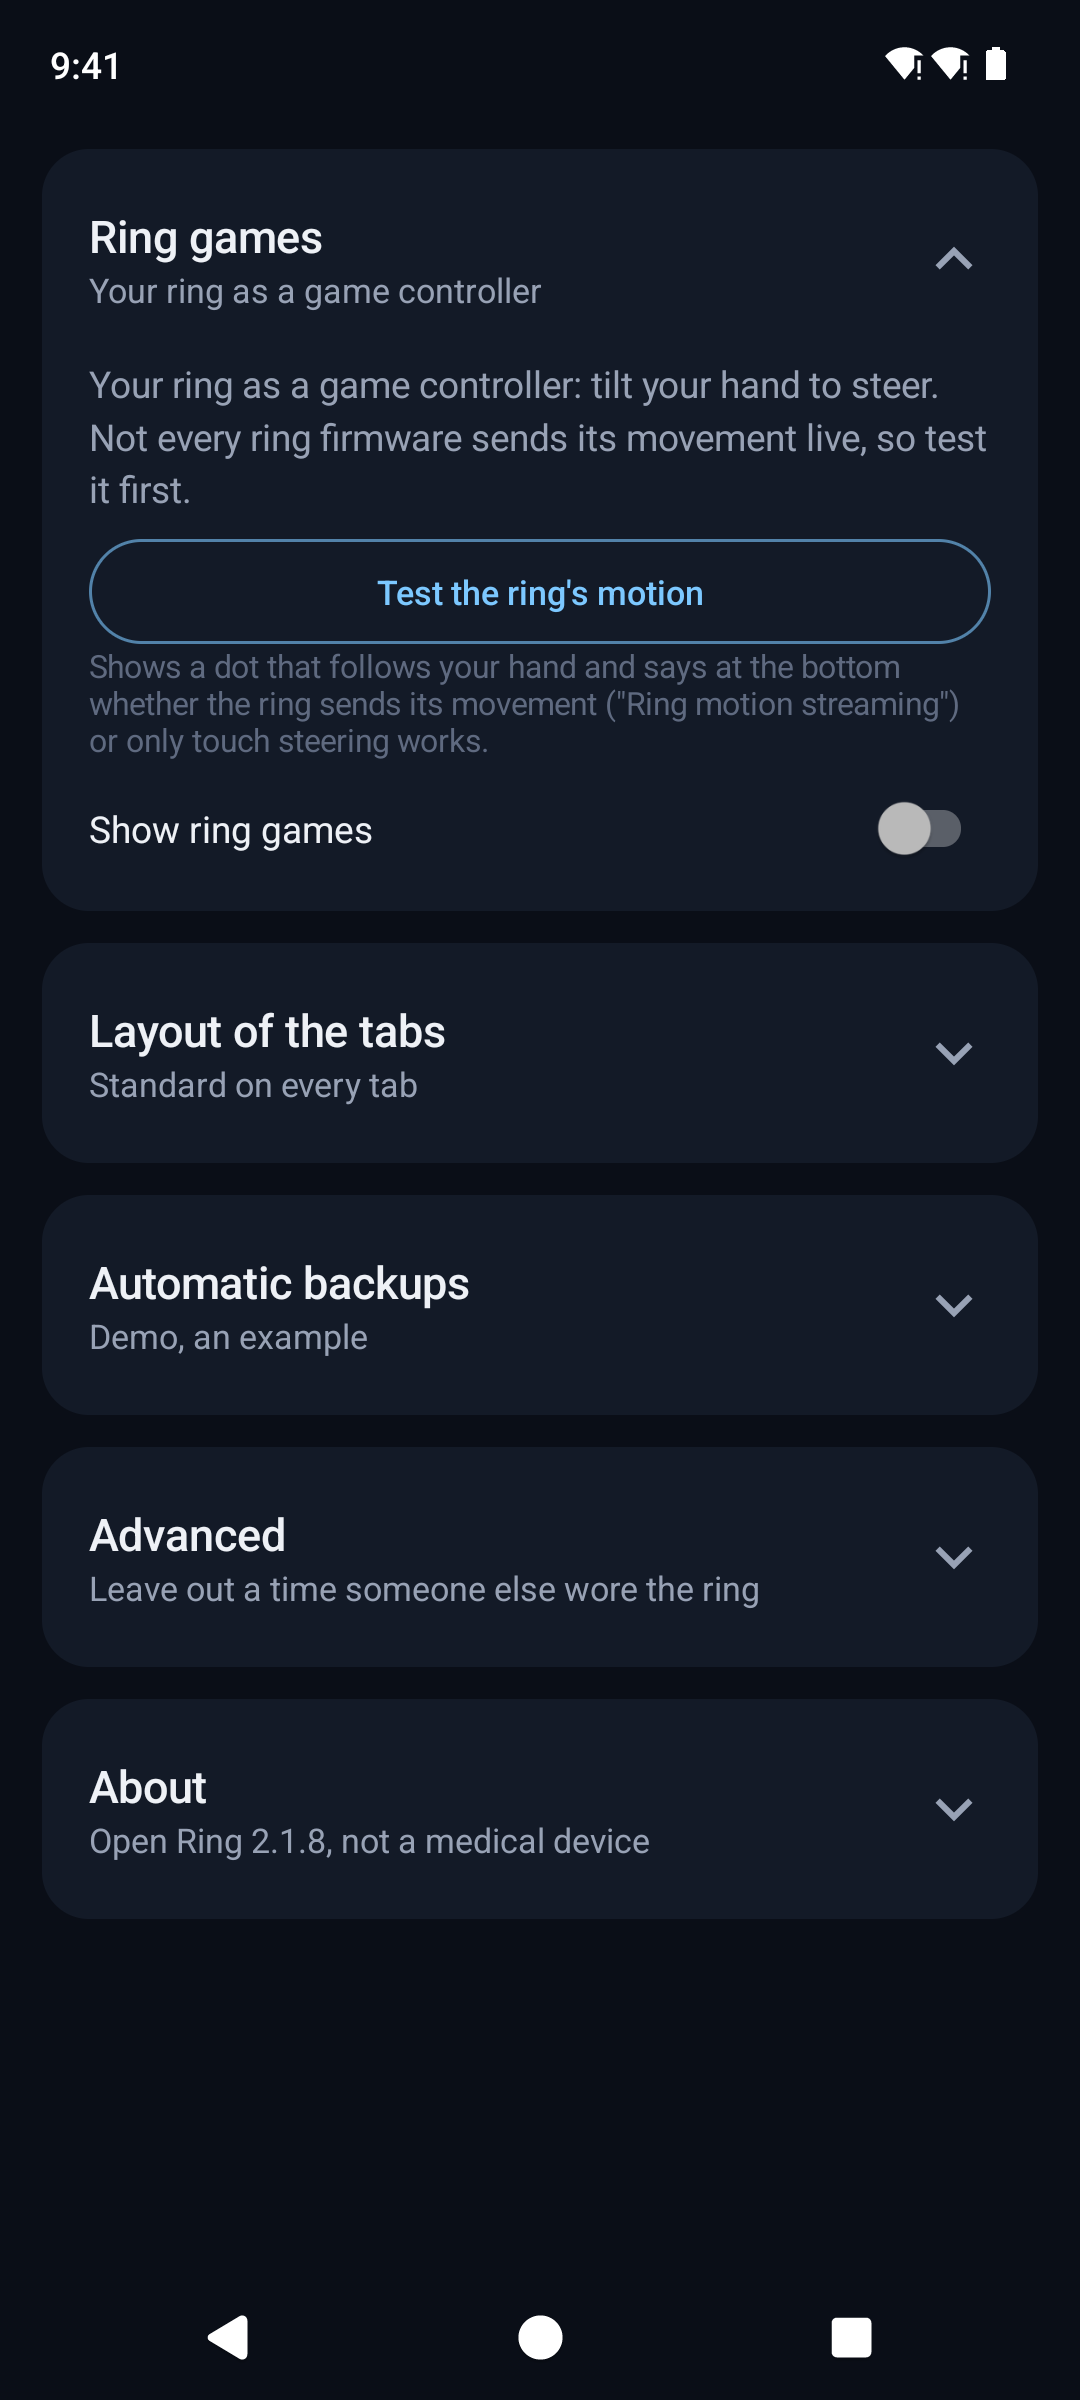 9:41
Ring games
Your ring as a game controller
Your ring as a game controller: tilt your hand to steer.
Not every ring firmware sends its movement live, so test
it first.
Test the ring's motion
Shows a dot that follows your hand and says at the bottom
whether the ring sends its movement ("Ring motion streaming")
or only touch steering works.
Show ring games
Layout of the tabs
Standard on every tab
Automatic backups
Demo, an example
Advanced
Leave out a time someone else wore the ring
About
Open Ring 2.1.8, not a medical device